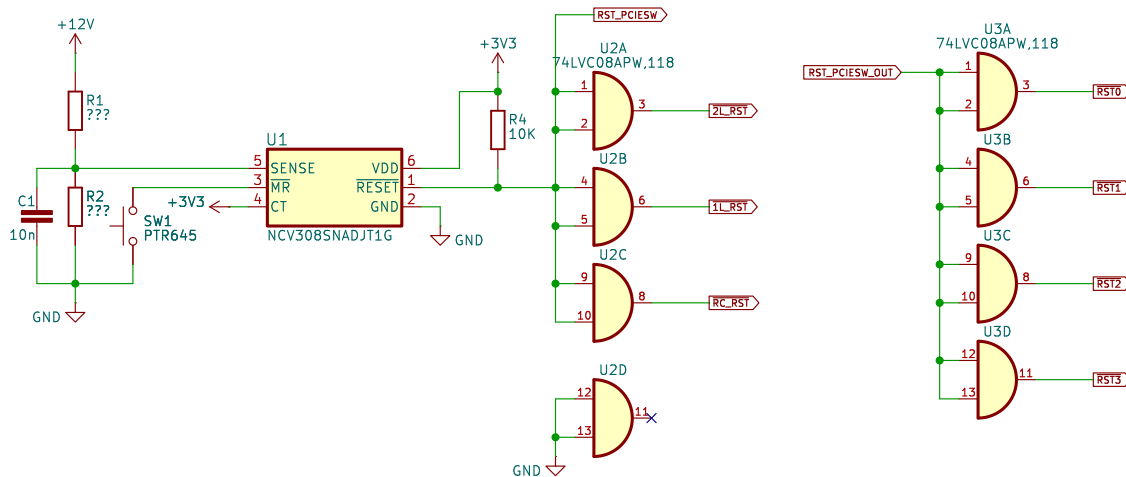 +12V
R1
???
R2
???
C1
10n
GND
SW1
PTR645
+3V3
U1
5 SENSE
3 MR
4 CT
VDD 6
RESET 1
GND 2
NCV308SNADJT1G
GND
+3V3
R4
10K
RST_PCIESW
U2A
74LVC08APW,118
1
2
3
2L_RST
U2B
4
5
6
1L_RST
U2C
9
10
8
RC_RST
U2D
12
13
11
GND
RST_PCIESW_OUT
U3A
74LVC08APW,118
1
2
3
RST0
U3B
4
5
6
RST1
U3C
9
10
8
RST2
U3D
12
13
11
RST3